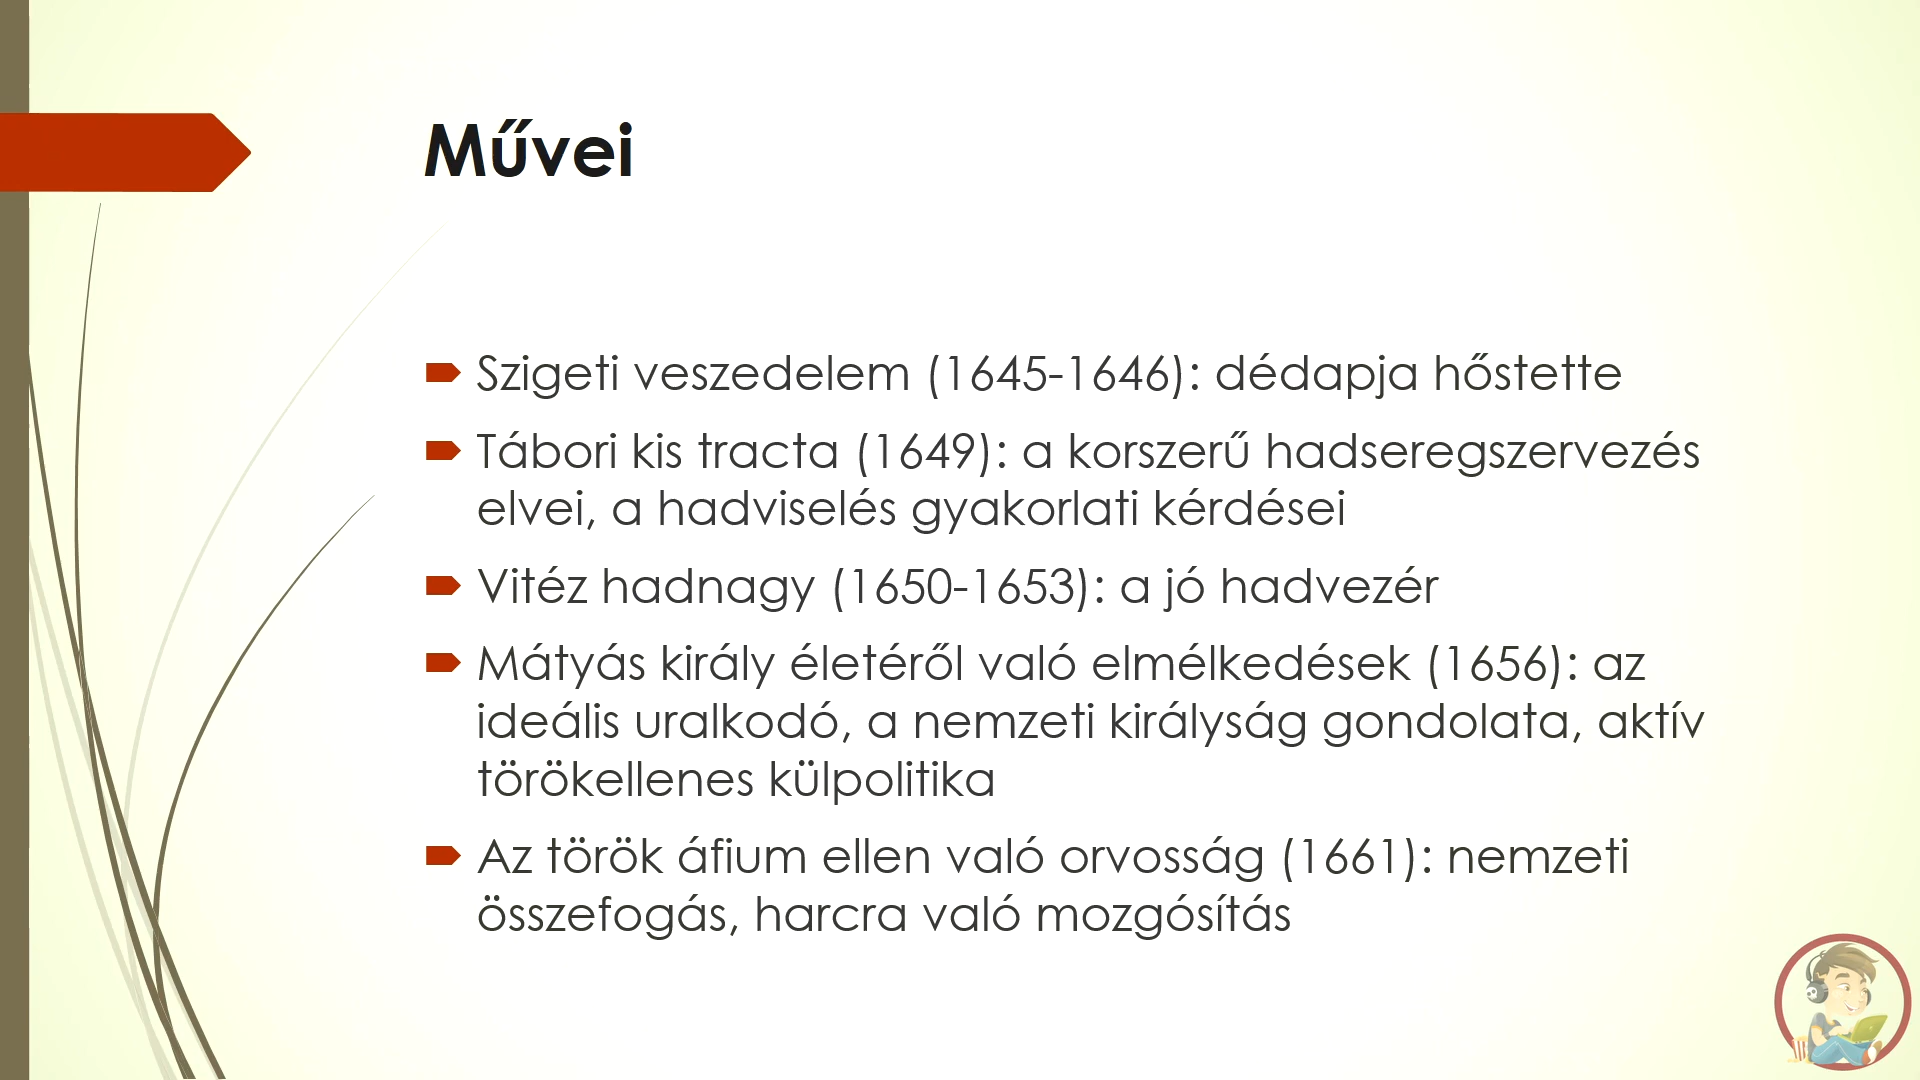 Művei
Szigeti veszedelem (1645-1646): dédapja hőstette
Tábori kis tracta (1649): a korszerű hadseregszervezés
elvei, a hadviselés gyakorlati kérdései
Vitéz hadnagy (1650-1653): a jó hadvezér
Mátyás király életéről való elmélkedések (1656): az
ideális uralkodó, a nemzeti királyság gondolata, aktív
törökellenes külpolitika
Az török áfium ellen való orvosság (1661): nemzeti
összefogás, harcra való mozgósítás